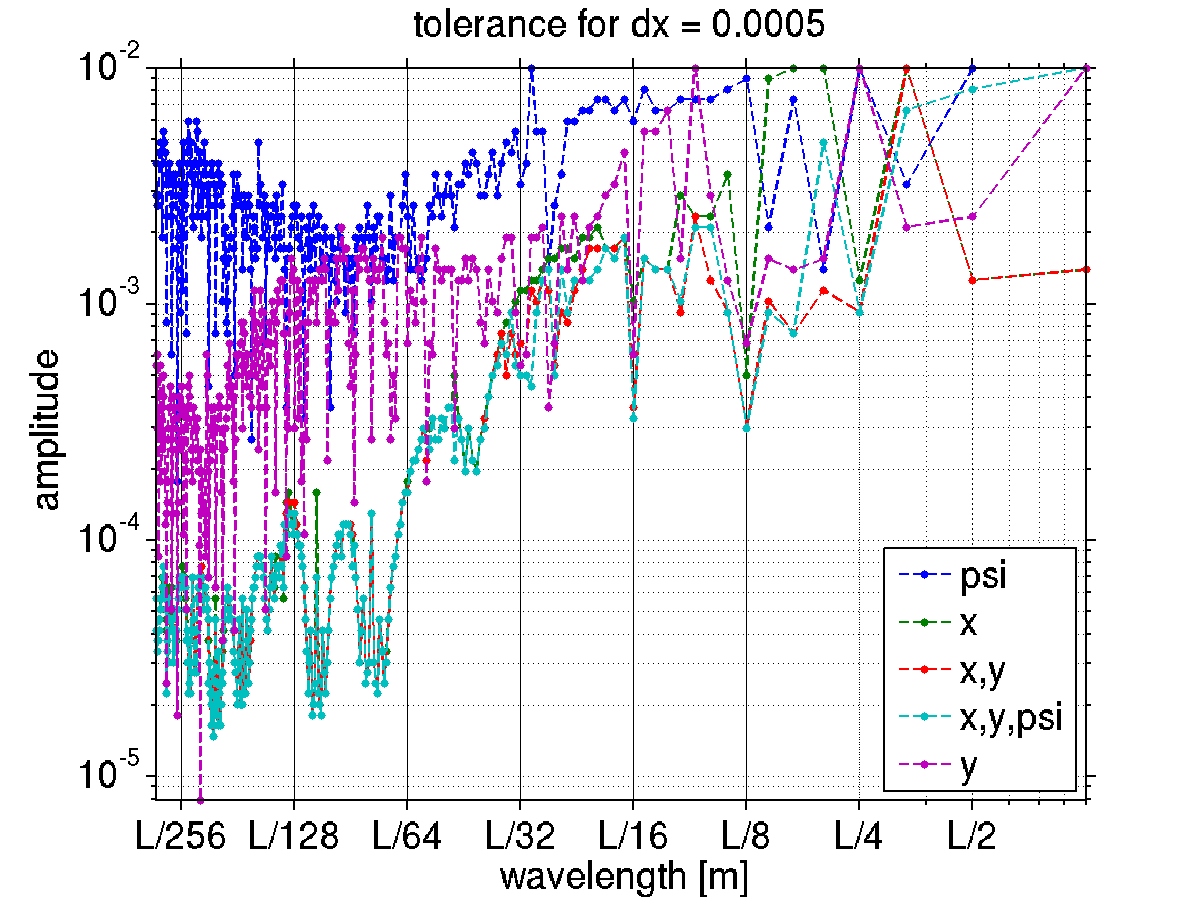 tolerance for dx = 0.0005
10^-2
10^-3
10^-4
10^-5
amplitude
psi
x
x,y
x,y,psi
y
L/256 L/128 L/64 L/32 L/16 L/8 L/4 L/2
wavelength [m]